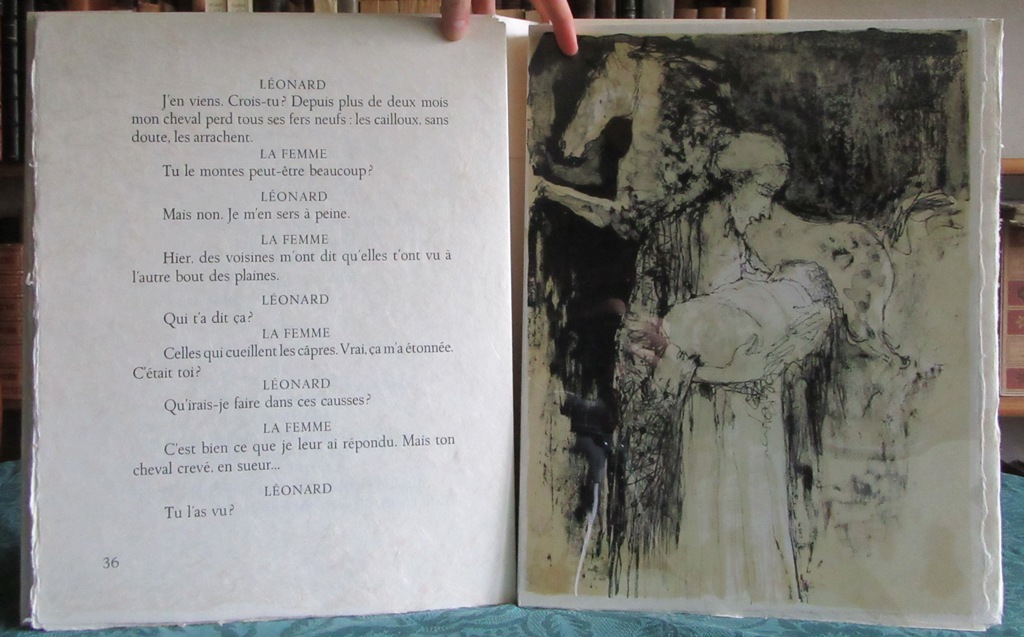 LÉONARD
J'en viens. Crois-tu? Depuis plus de deux mois
mon cheval perd tous ses fers neufs : les cailloux, sans
doute, les arrachent.
LA FEMME
Tu le montes peut-être beaucoup?
LÉONARD
Mais non. Je m'en sers à peine.
LA FEMME
Hier, des voisines m'ont dit qu'elles t'ont vu à
l'autre bout des plaines.
LÉONARD
Qui t'a dit ça?
LA FEMME
Celles qui cueillent les câpres. Vrai, ça m'a étonnée.
C'était toi?
LÉONARD
Qu'irais-je faire dans ces causses?
LA FEMME
C'est bien ce que je leur ai répondu. Mais ton
cheval crevé, en sueur...
LÉONARD
Tu l'as vu?
36